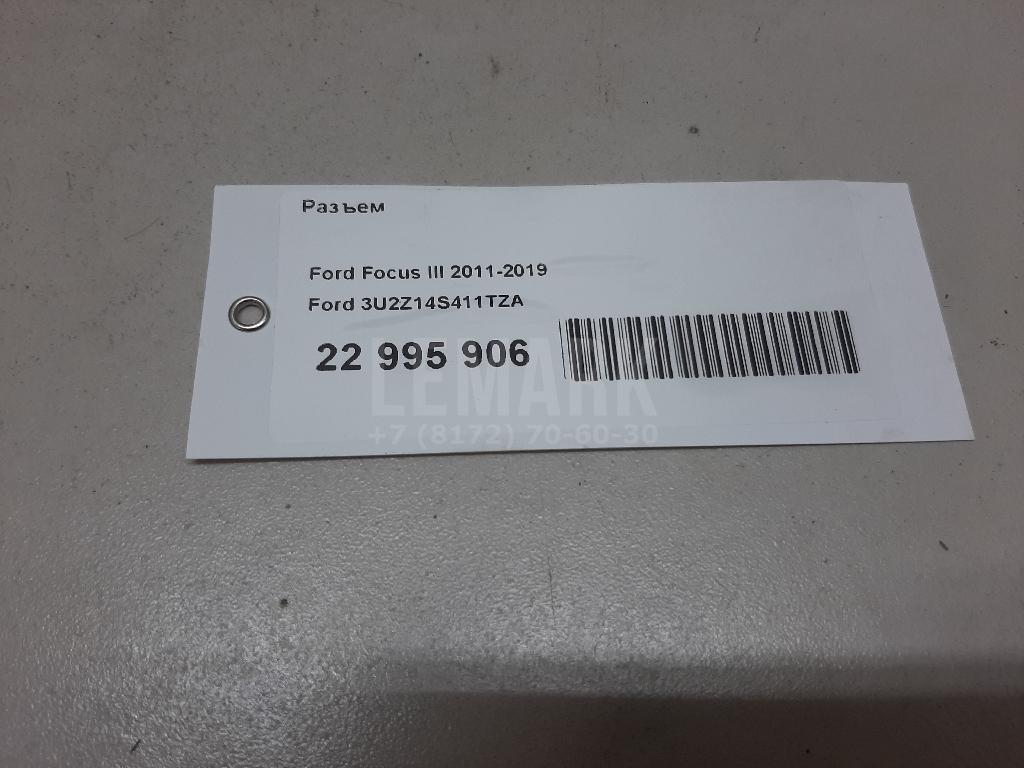 Разъем
Ford Focus III 2011-2019
Ford 3U2Z14S411TZA
22 995 906
LEMARK
+7 (8172) 70-60-30